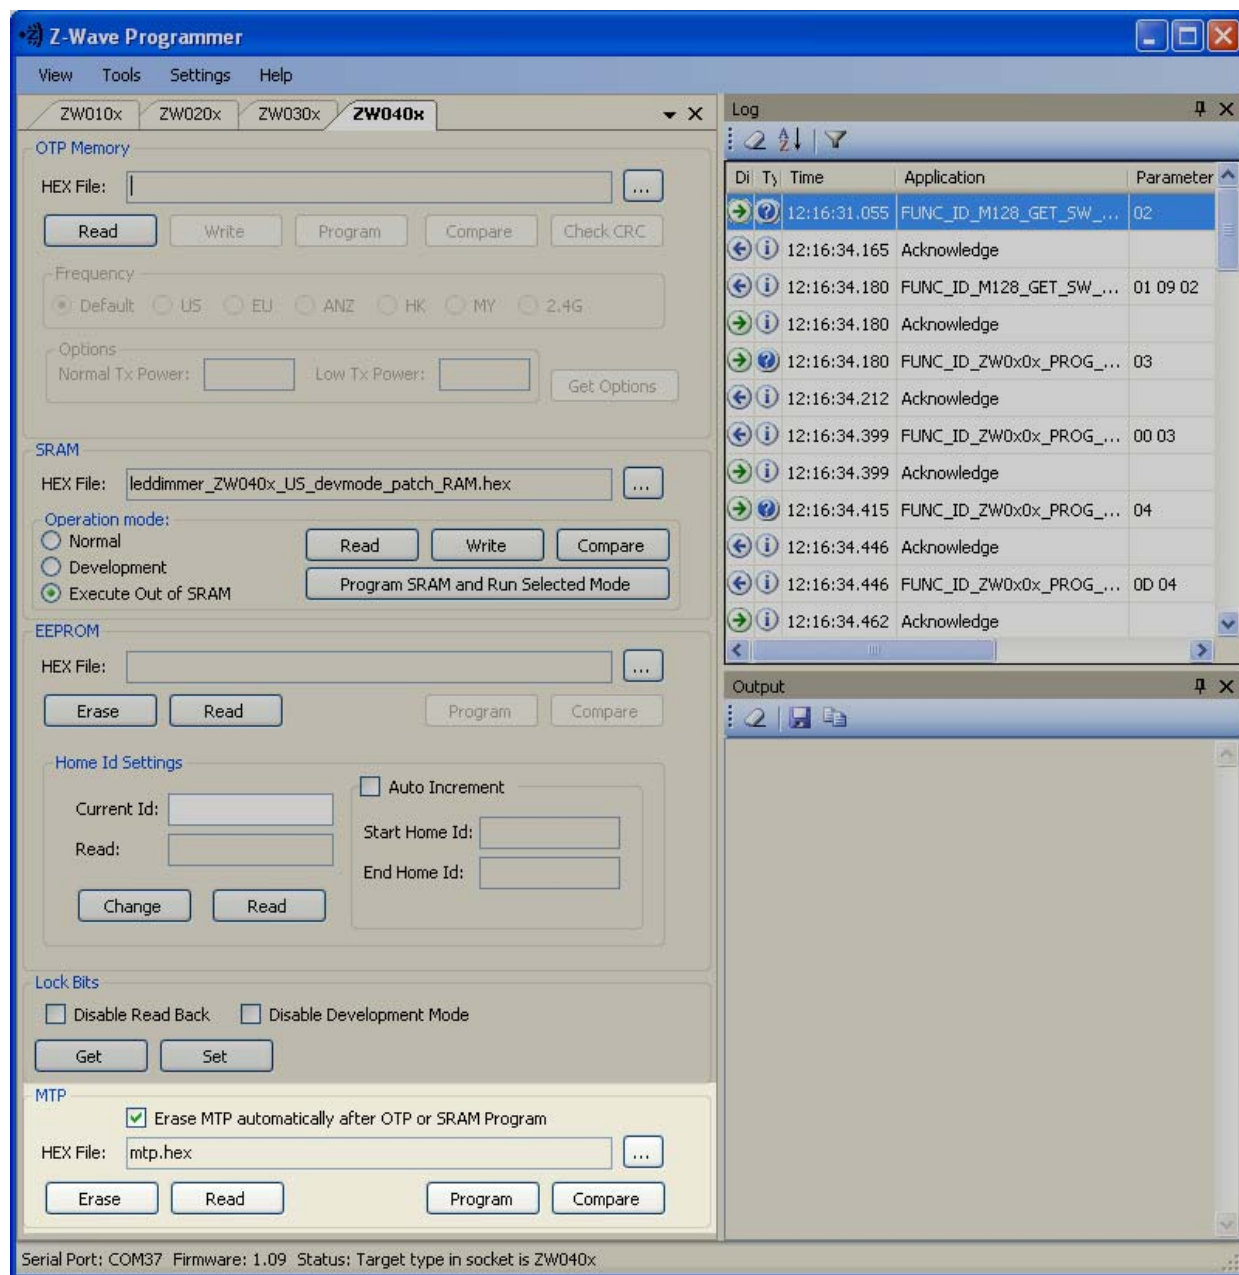 Z-Wave Programmer
View Tools Settings Help
ZW010x ZW020x ZW030x ZW040x
OTP Memory
HEX File: ...
Read Write Program Compare Check CRC
Frequency
Default US EU ANZ HK MY 2.4G
Options
Normal Tx Power: Low Tx Power: Get Options
SRAM
HEX File: leddimmer_ZW040x_US_devmode_patch_RAM.hex ...
Operation mode:
Normal
Development
Execute Out of SRAM
Read Write Compare
Program SRAM and Run Selected Mode
EEPROM
HEX File: ...
Erase Read Program Compare
Home Id Settings
Current Id:
Read:
Change Read
Auto Increment
Start Home Id:
End Home Id:
Lock Bits
Disable Read Back Disable Development Mode
Get Set
MTP
Erase MTP automatically after OTP or SRAM Program
HEX File: mtp.hex ...
Erase Read Program Compare
Log
Di Ty Time Application Parameter
12:16:31.055 FUNC_ID_M128_GET_SW_... 02
12:16:34.165 Acknowledge
12:16:34.180 FUNC_ID_M128_GET_SW_... 01 09 02
12:16:34.180 Acknowledge
12:16:34.180 FUNC_ID_ZW0x0x_PROG_... 03
12:16:34.212 Acknowledge
12:16:34.399 FUNC_ID_ZW0x0x_PROG_... 00 03
12:16:34.399 Acknowledge
12:16:34.415 FUNC_ID_ZW0x0x_PROG_... 04
12:16:34.446 Acknowledge
12:16:34.446 FUNC_ID_ZW0x0x_PROG_... 0D 04
12:16:34.462 Acknowledge
Output
Serial Port: COM37 Firmware: 1.09 Status: Target type in socket is ZW040x